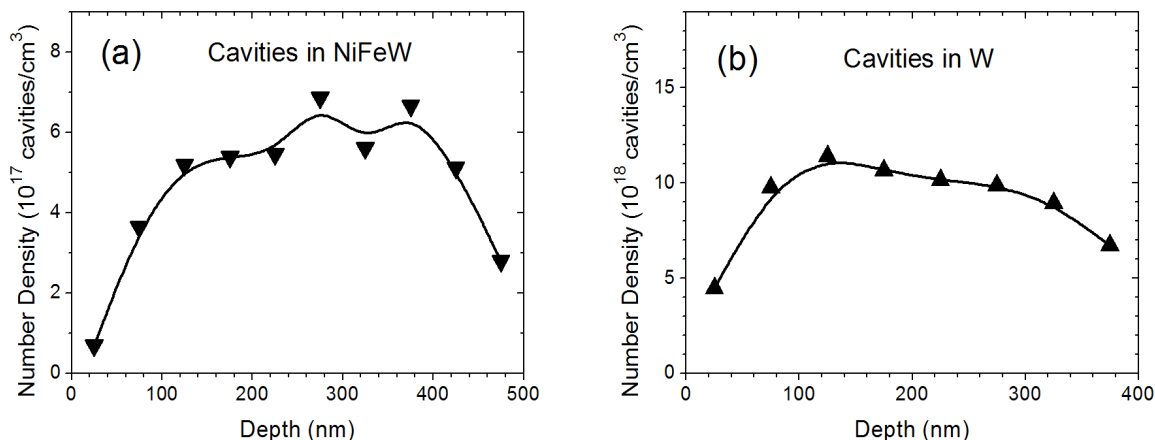 (a)
Cavities in NiFeW
Number Density (10¹⁷ cavities/cm³)
8
6
4
2
0
0 100 200 300 400 500
Depth (nm)
(b)
Cavities in W
Number Density (10¹⁸ cavities/cm³)
15
10
5
0
0 100 200 300 400
Depth (nm)